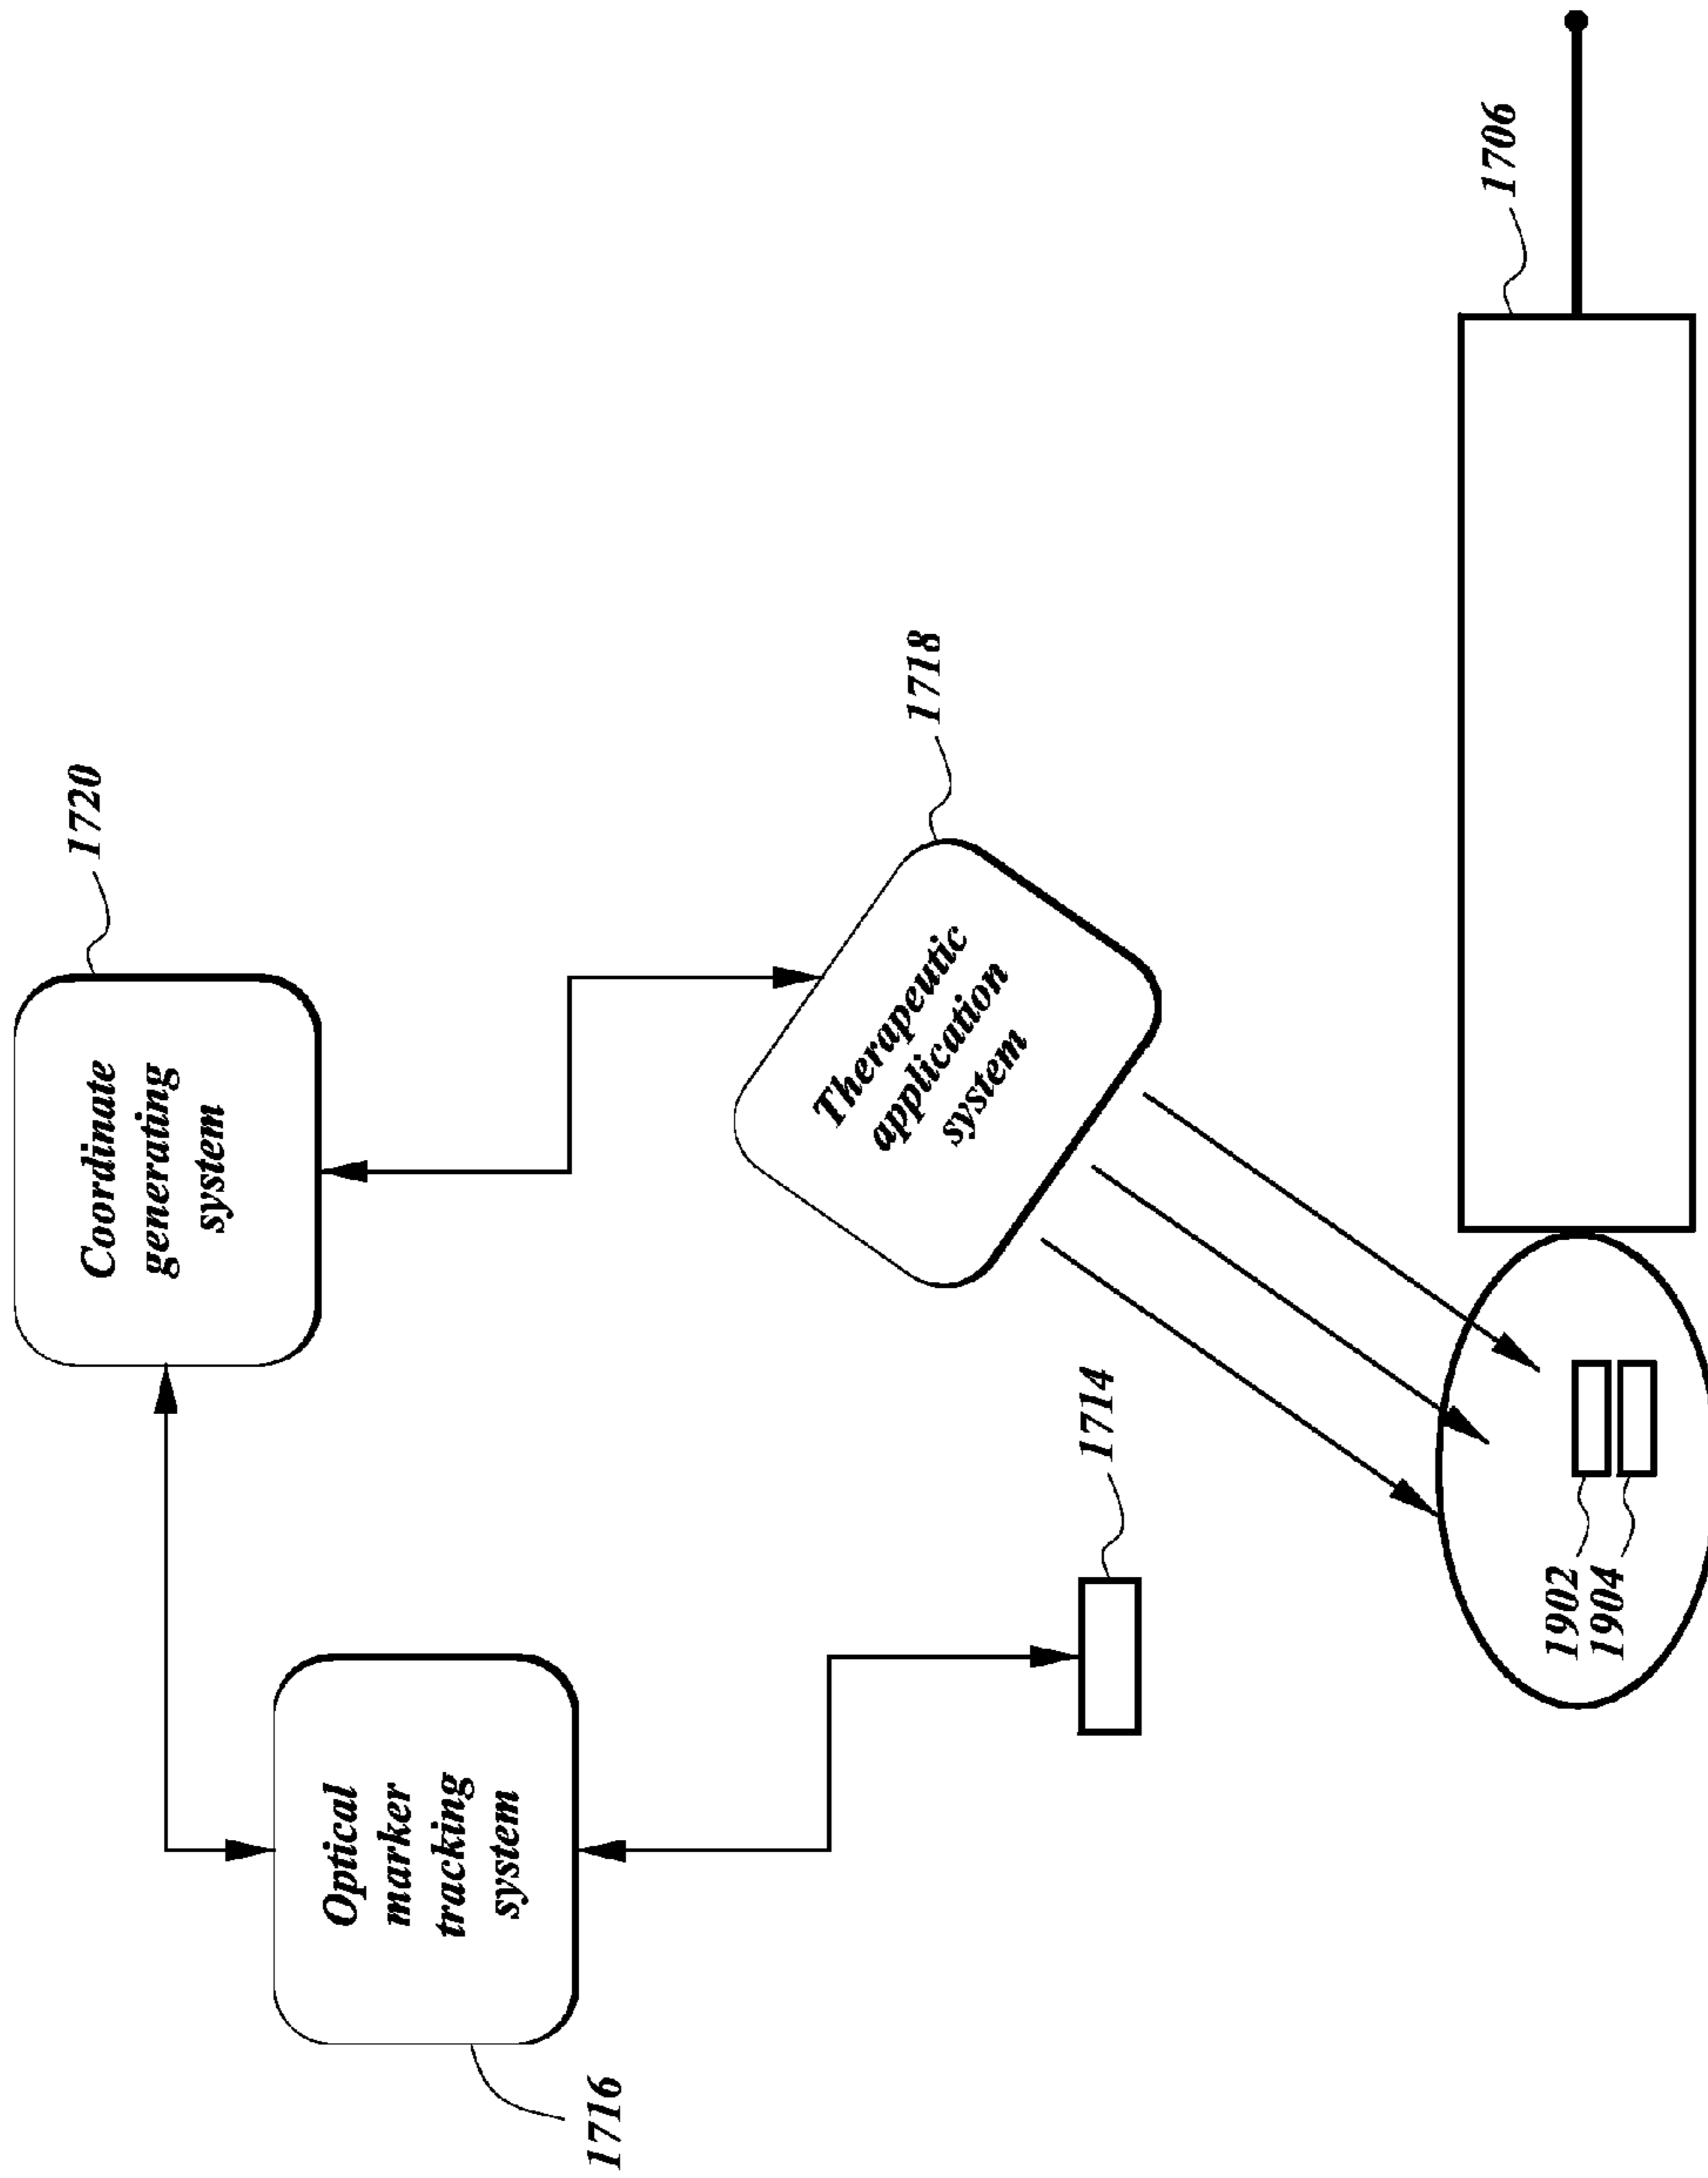 1720
Coordinate
generating
system
Optical
marker
tracking
system
1716
1718
Therapeutic
application
system
1714
1706
1902
1904